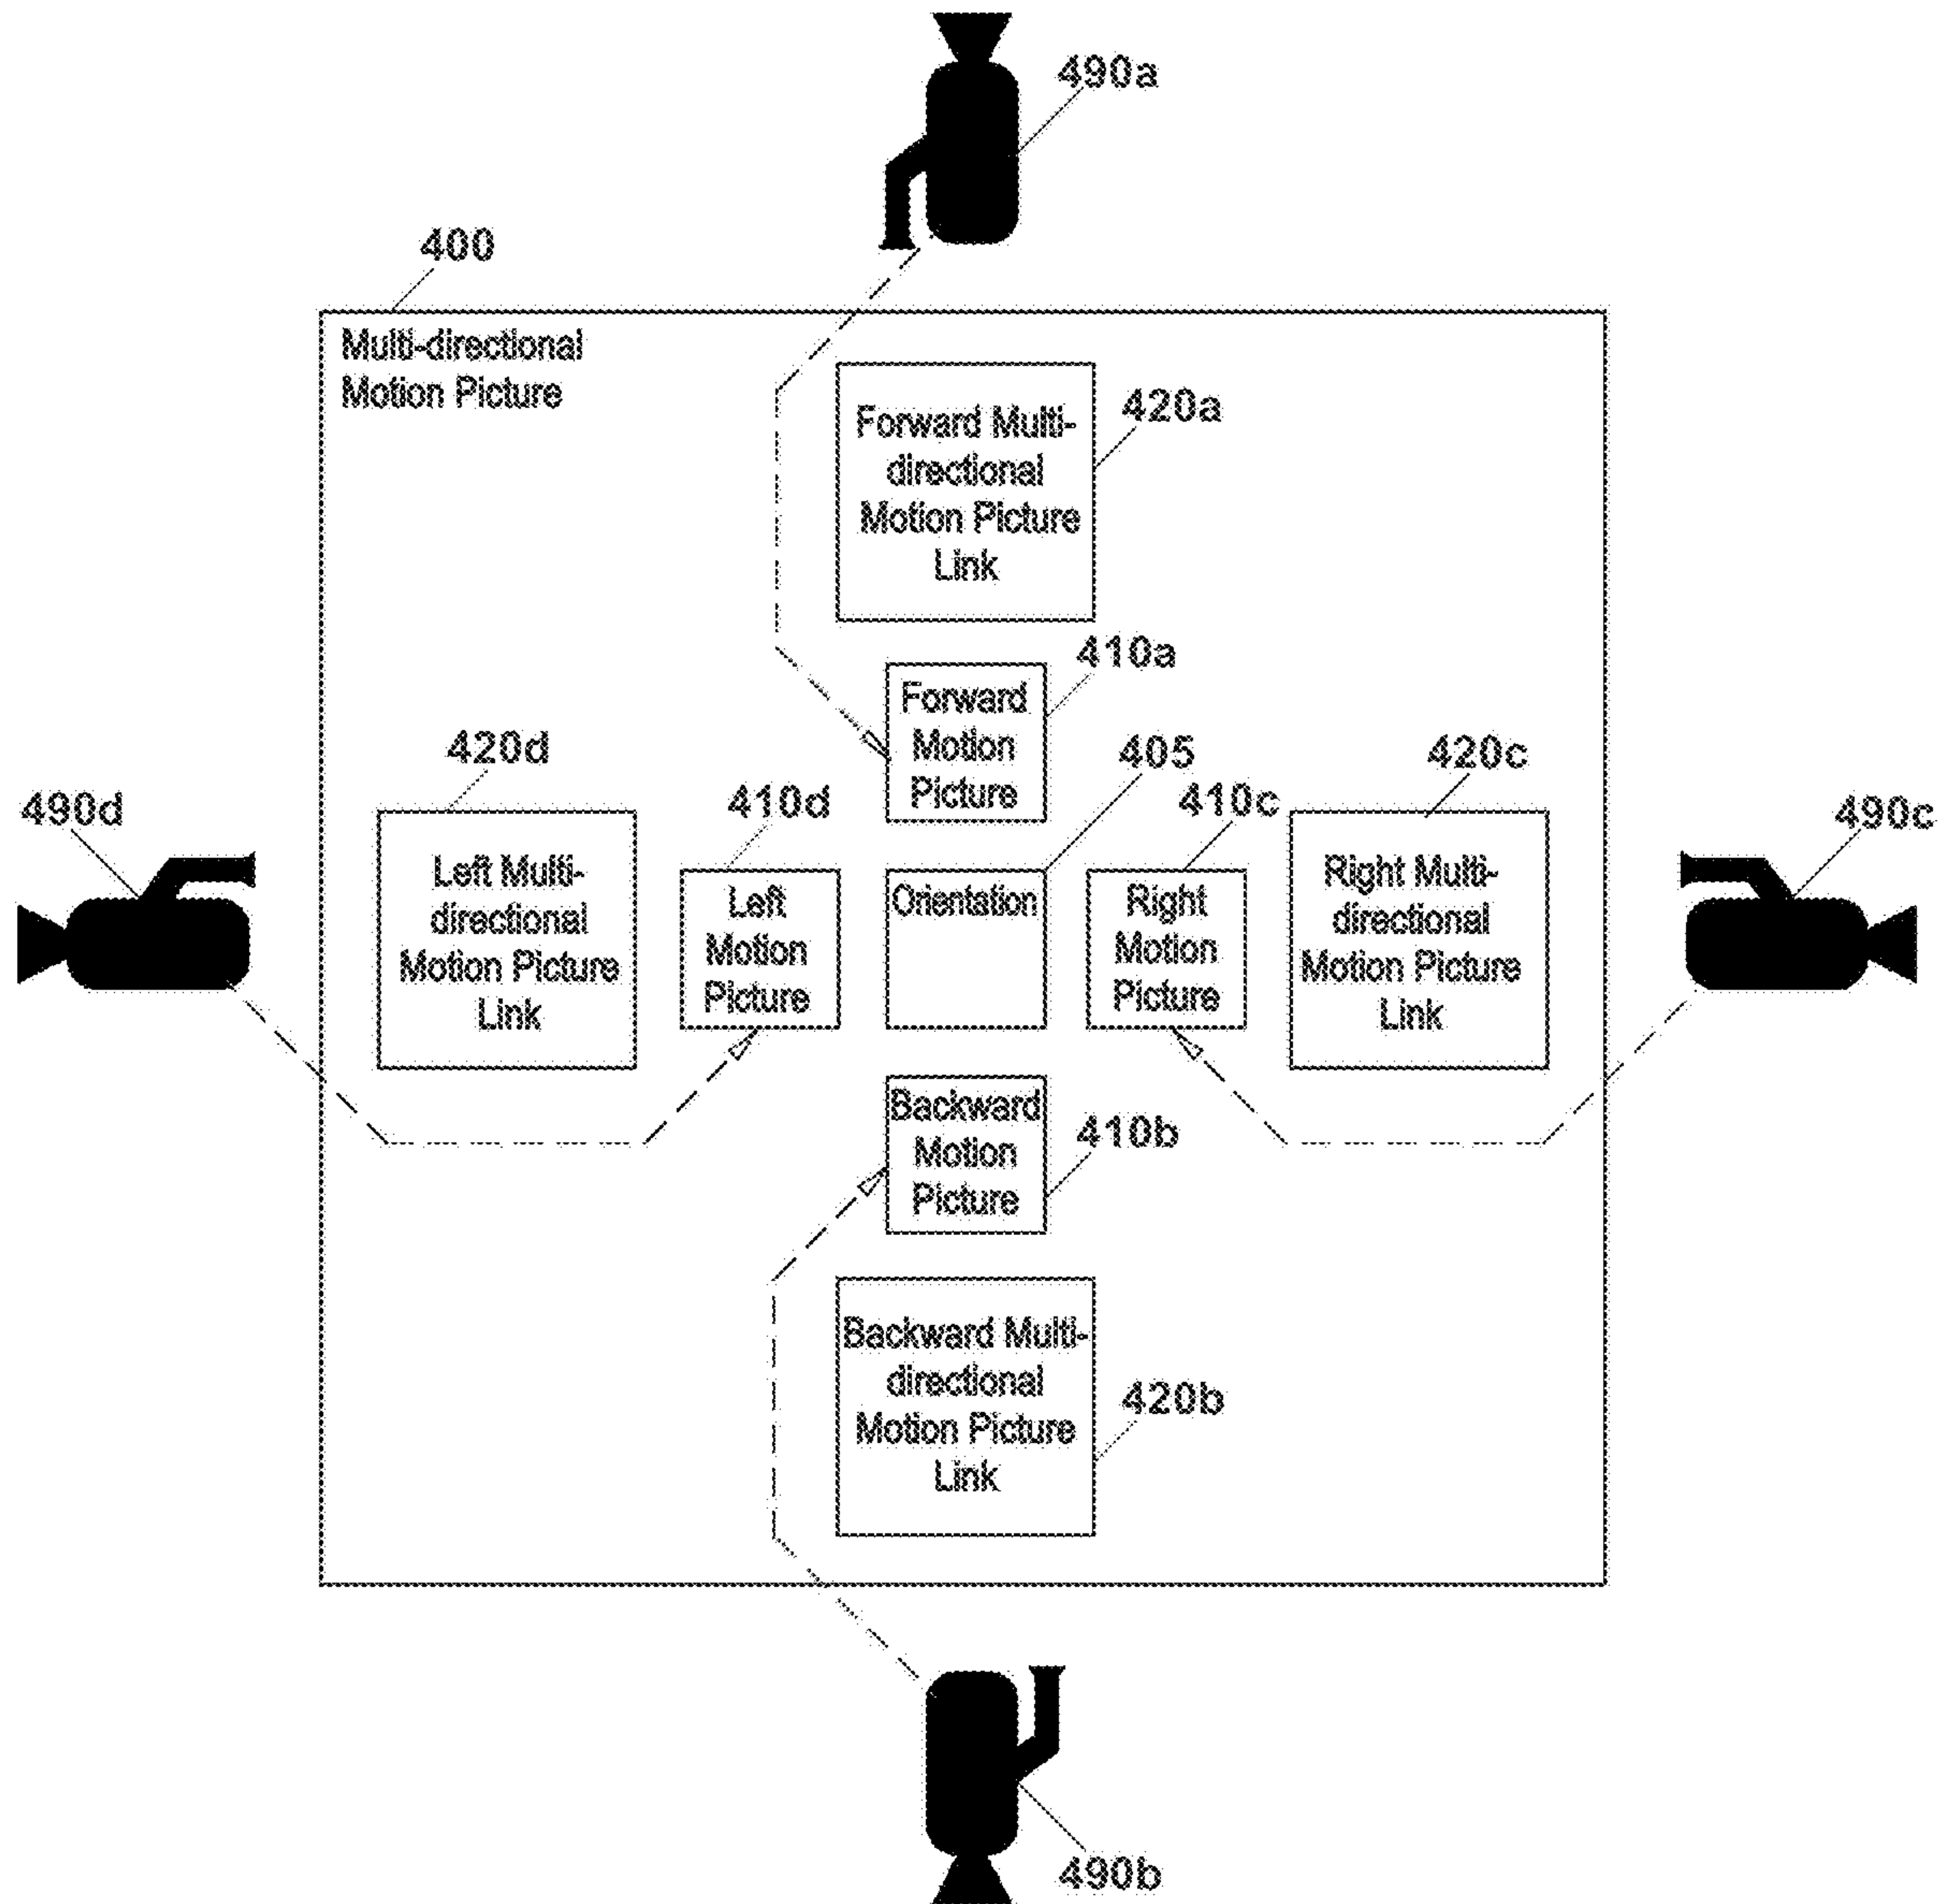 490a
400
Multi-directional
Motion Picture
420a
Forward Multi-
directional
Motion Picture
Link
410a
Forward
Motion
Picture
420d
410d
405
410c
420c
490d
490c
Left Multi-
directional
Motion Picture
Link
Left
Motion
Picture
Orientation
Right
Motion
Picture
Right Multi-
directional
Motion Picture
Link
Backward
Motion
Picture
410b
Backward Multi-
directional
Motion Picture
Link
420b
490b